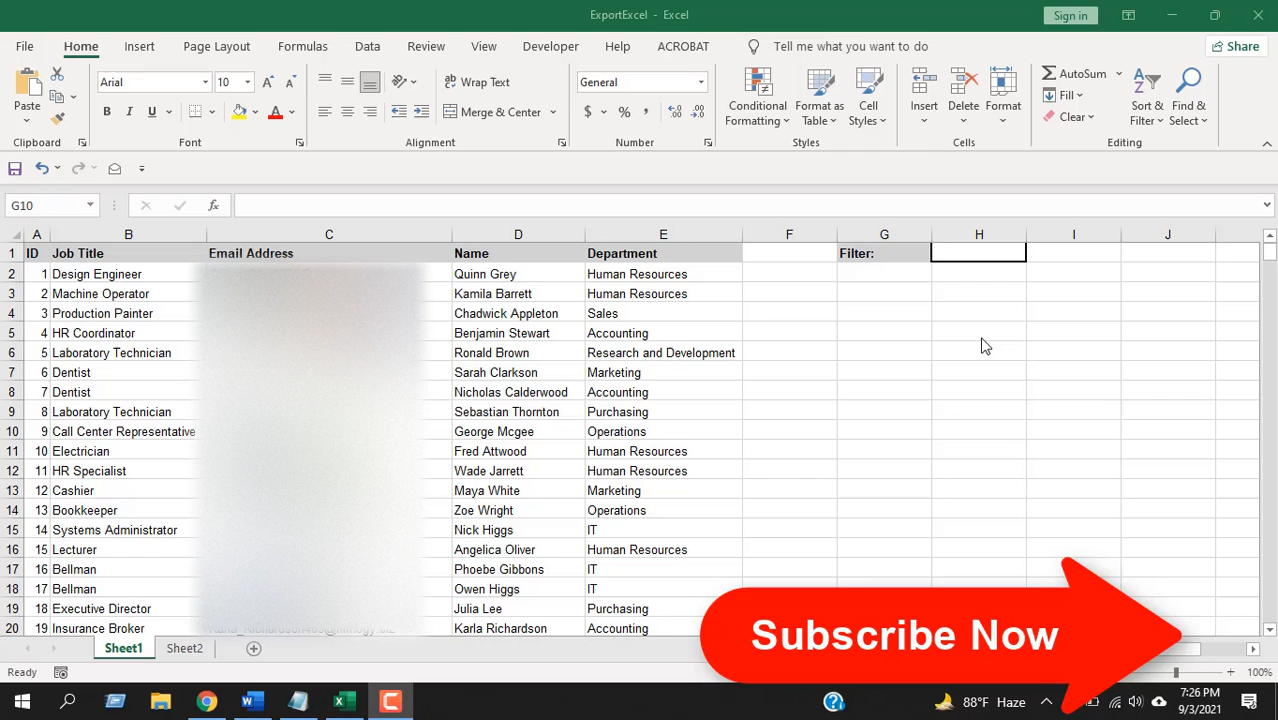 ExportExcel - Excel
Sign in
File Home Insert Page Layout Formulas Data Review View Developer Help ACROBAT Tell me what you want to do Share
Paste
Arial 10
B I U
Wrap Text
Merge & Center
General
$ % ,
Conditional Formatting
Format as Table
Cell Styles
Insert
Delete
Format
AutoSum
Fill
Clear
Sort & Filter
Find & Select
Clipboard Font Alignment Number Styles Cells Editing
G10 fx
A B C D E F G H I J
1 ID Job Title Email Address Name Department Filter:
2 1 Design Engineer Quinn Grey Human Resources
3 2 Machine Operator Kamila Barrett Human Resources
4 3 Production Painter Chadwick Appleton Sales
5 4 HR Coordinator Benjamin Stewart Accounting
6 5 Laboratory Technician Ronald Brown Research and Development
7 6 Dentist Sarah Clarkson Marketing
8 7 Dentist Nicholas Calderwood Accounting
9 8 Laboratory Technician Sebastian Thornton Purchasing
10 9 Call Center Representative George Mcgee Operations
11 10 Electrician Fred Attwood Human Resources
12 11 HR Specialist Wade Jarrett Human Resources
13 12 Cashier Maya White Marketing
14 13 Bookkeeper Zoe Wright Operations
15 14 Systems Administrator Nick Higgs IT
16 15 Lecturer Angelica Oliver Human Resources
17 16 Bellman Phoebe Gibbons IT
18 17 Bellman Owen Higgs IT
19 18 Executive Director Julia Lee Purchasing
20 19 Insurance Broker Karla Richardson Accounting
Subscribe Now
Sheet1 Sheet2
Ready
100%
88°F Haze
7:26 PM
9/3/2021